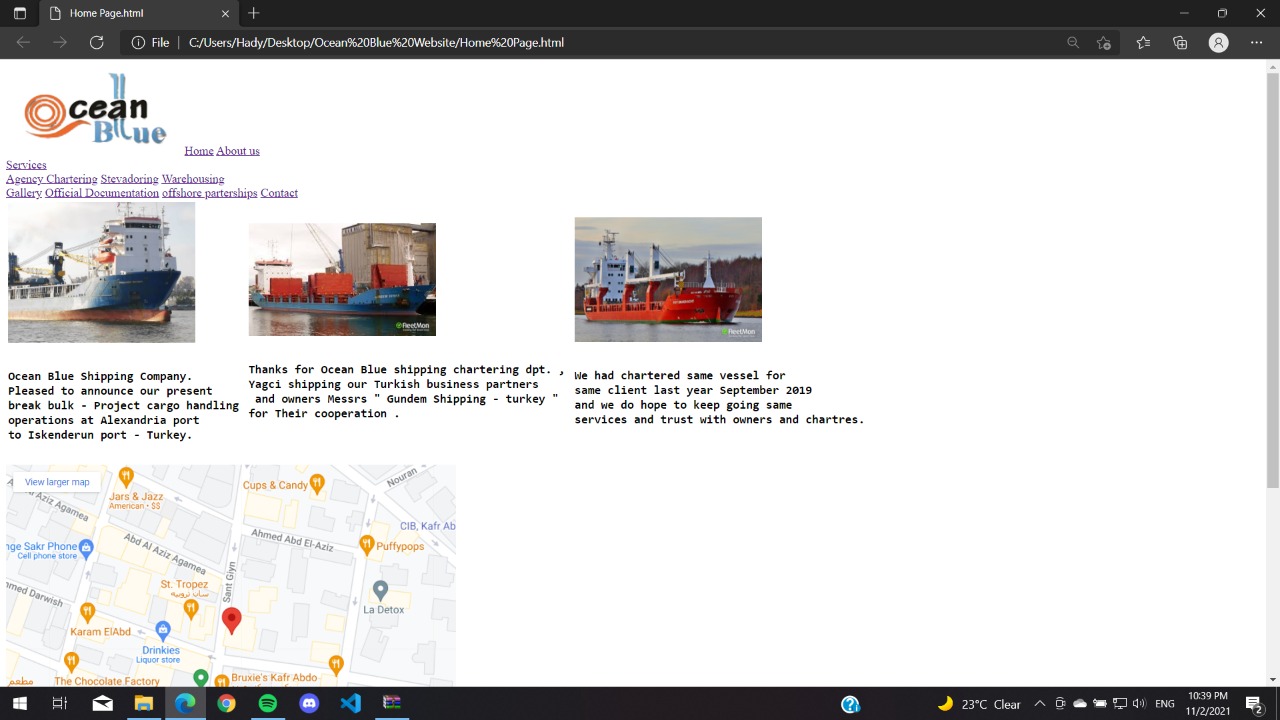 Home Page.html
File
C:/Users/Hady/Desktop/Ocean%20Blue%20Website/Home%20Page.html
Ocean
Blue
Home About us
Services
Agency Chartering Stevadoring Warehousing
Gallery Official Documentation offshore parterships Contact
FleetMon
FleetMon
Ocean Blue Shipping Company.
Pleased to announce our present
break bulk - Project cargo handling
operations at Alexandria port
to Iskenderun port - Turkey.
Thanks for Ocean Blue shipping chartering dpt. ,
Yagci shipping our Turkish business partners
and owners Messrs " Gundem Shipping - turkey "
for Their cooperation .
We had chartered same vessel for
same client last year September 2019
and we do hope to keep going same
services and trust with owners and chartres.
View larger map
Jars & Jazz
American • $$
Cups & Candy
Nouran
Al Aziz Agamea
CIB, Kafr Ab
nge Sakr Phone
Cell phone store
Abd Al Aziz Agamea
Ahmed Abd El-Aziz
Puffypops
Sant Giyn
St. Tropez
سان تروبيه
hmed Darwish
La Detox
Karam ElAbd
Drinkies
Liquor store
The Chocolate Factory
Bruxie's Kafr Abdo
مطعم
23°C Clear
ENG
10:39 PM
11/2/2021
2